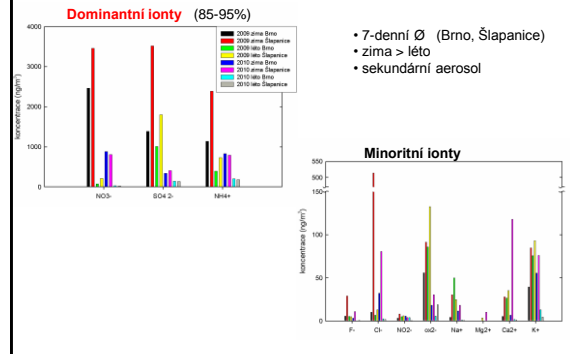 Dominantní ionty (85-95%)
4000
3000
2000
1000
0
koncentrace (ng/m³)
2009 zima Brno
2009 zima Šlapanice
2009 léto Brno
2009 léto Šlapanice
2010 zima Brno
2010 zima Šlapanice
2010 léto Brno
2010 léto Šlapanice
NO3-
SO4 2-
NH4+
• 7-denní Ø (Brno, Šlapanice)
• zima > léto
• sekundární aerosol
Minoritní ionty
550
500
150
100
50
0
koncentrace (ng/m³)
F-
Cl-
NO2-
Na+
Mg2+
Ca2+
K+